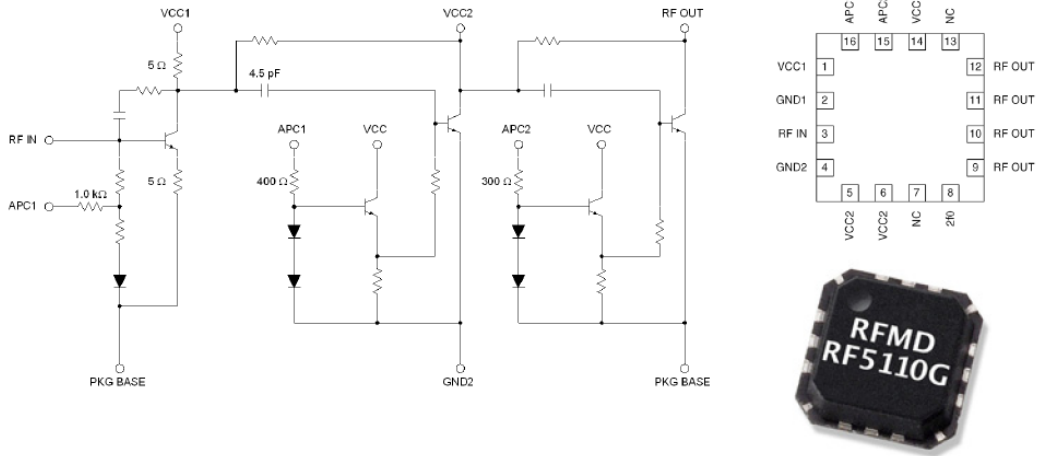 VCC1
VCC2
RF OUT
5 Ω
4.5 pF
RF IN
APC1
VCC
APC2
VCC
5 Ω
400 Ω
300 Ω
1.0 kΩ
APC1
PKG BASE
GND2
PKG BASE
VCC
NC
16
15
14
13
VCC1
1
12
RF OUT
GND1
2
11
RF OUT
RF IN
3
10
RF OUT
GND2
4
9
RF OUT
5
6
7
8
VCC2
VCC2
NC
2f0
RFMD
RF5110G